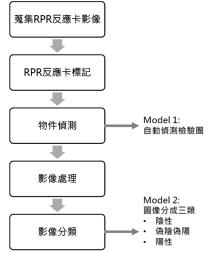 蒐集RPR反應卡影像
RPR反應卡標記
物件偵測
Model 1:
自動偵測檢驗圈
影像處理
Model 2:
圖像分成三類
• 陰性
• 偽陰偽陽
• 陽性
影像分類